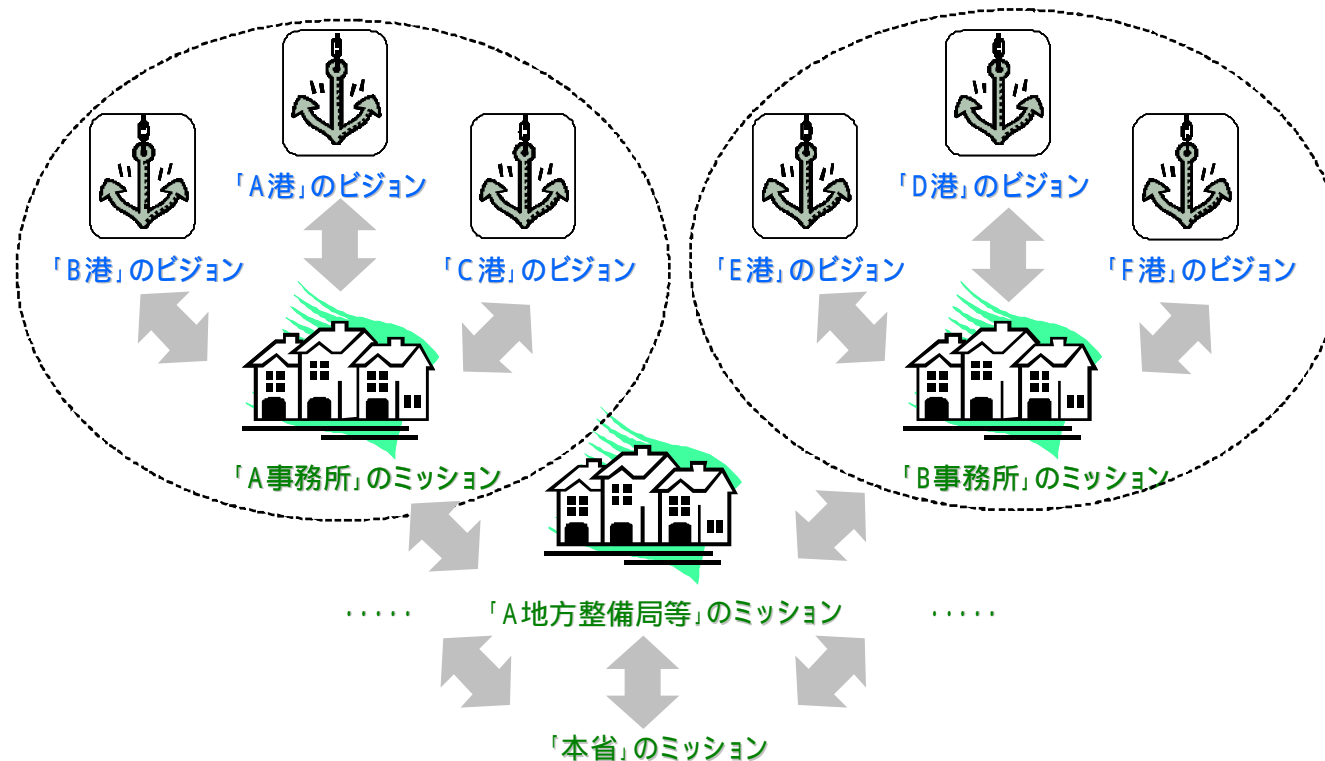 「A港」のビジョン
「D港」のビジョン
「B港」のビジョン
「C港」のビジョン
「E港」のビジョン
「F港」のビジョン
「A事務所」のミッション
「B事務所」のミッション
・・・・・ 「A地方整備局等」のミッション ・・・・・
「本省」のミッション